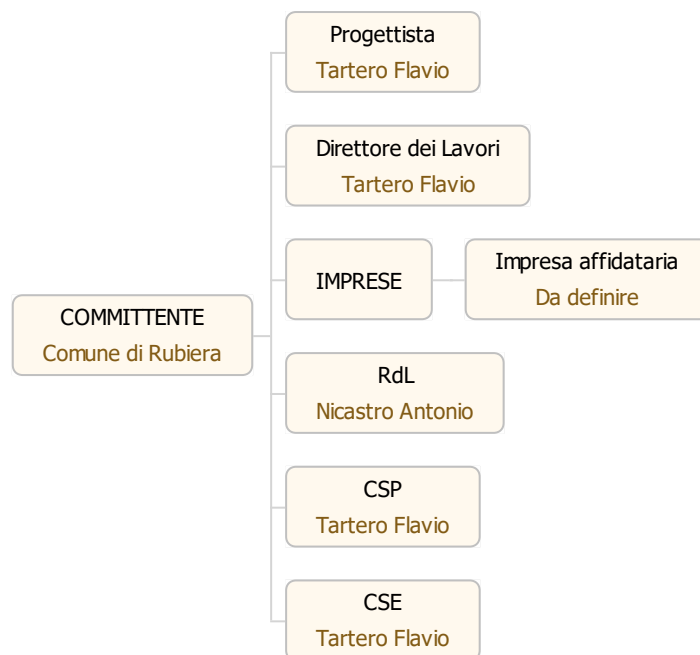 COMMITTENTE
Comune di Rubiera
Progettista
Tartero Flavio
Direttore dei Lavori
Tartero Flavio
IMPRESE
Impresa affidataria
Da definire
RdL
Nicastro Antonio
CSP
Tartero Flavio
CSE
Tartero Flavio